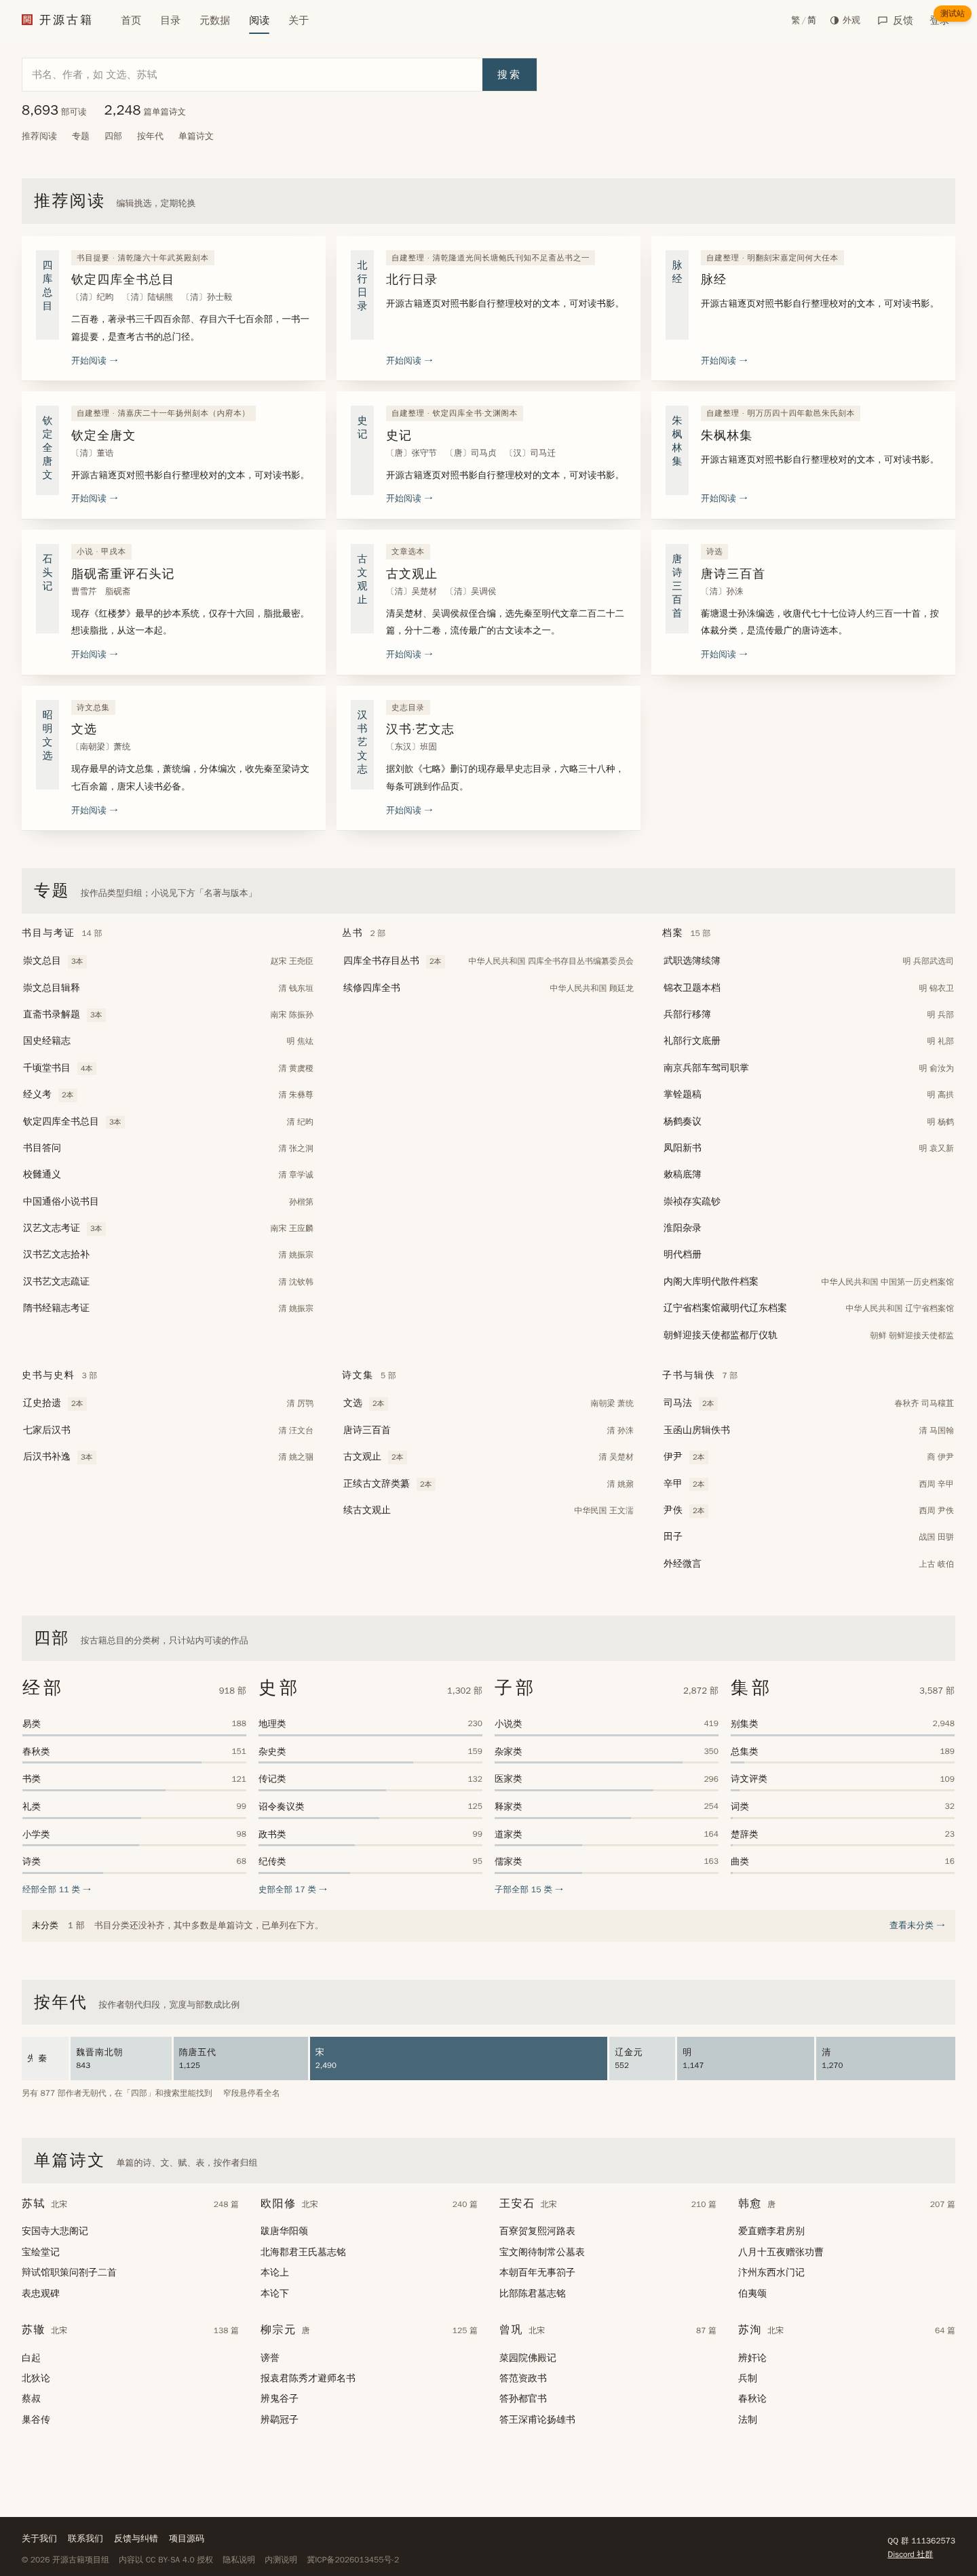 開 开源古籍 首页 目录 元数据 阅读 关于 繁 / 简 外观 反馈 测试站
书名、作者，如 文选、苏轼 搜索
8,693 部可读 2,248 篇单篇诗文
推荐阅读 专题 四部 按年代 单篇诗文
推荐阅读 编辑挑选，定期轮换
四库总目
书目提要 · 清乾隆六十年武英殿刻本
钦定四库全书总目
〔清〕纪昀 〔清〕陆锡熊 〔清〕孙士毅
二百卷，著录书三千四百余部、存目六千七百余部，一书一
篇提要，是查考古书的总门径。
开始阅读 →
北行日录
自建整理 · 清乾隆道光间长塘鲍氏刊知不足斋丛书之一
北行日录
开源古籍逐页对照书影自行整理校对的文本，可对读书影。
开始阅读 →
脉经
自建整理 · 明翻刻宋嘉定间何大任本
脉经
开源古籍逐页对照书影自行整理校对的文本，可对读书影。
开始阅读 →
钦定全唐文
自建整理 · 清嘉庆二十一年扬州刻本（内府本）
钦定全唐文
〔清〕董诰
开源古籍逐页对照书影自行整理校对的文本，可对读书影。
开始阅读 →
史记
自建整理 · 钦定四库全书·文渊阁本
史记
〔唐〕张守节 〔唐〕司马贞 〔汉〕司马迁
开源古籍逐页对照书影自行整理校对的文本，可对读书影。
开始阅读 →
朱枫林集
自建整理 · 明万历四十四年歙邑朱氏刻本
朱枫林集
开源古籍逐页对照书影自行整理校对的文本，可对读书影。
开始阅读 →
石头记
小说 · 甲戌本
脂砚斋重评石头记
曹雪芹 脂砚斋
现存《红楼梦》最早的抄本系统，仅存十六回，脂批最密。
想读脂批，从这一本起。
开始阅读 →
古文观止
文章选本
古文观止
〔清〕吴楚材 〔清〕吴调侯
清吴楚材、吴调侯叔侄合编，选先秦至明代文章二百二十二
篇，分十二卷，流传最广的古文读本之一。
开始阅读 →
唐诗三百首
诗选
唐诗三百首
〔清〕孙洙
蘅塘退士孙洙编选，收唐代七十七位诗人约三百一十首，按
体裁分类，是流传最广的唐诗选本。
开始阅读 →
昭明文选
诗文总集
文选
〔南朝梁〕萧统
现存最早的诗文总集，萧统编，分体编次，收先秦至梁诗文
七百余篇，唐宋人读书必备。
开始阅读 →
汉书艺文志
史志目录
汉书·艺文志
〔东汉〕班固
据刘歆《七略》删订的现存最早史志目录，六略三十八种，
每条可跳到作品页。
开始阅读 →
专题 按作品类型归组；小说见下方「名著与版本」
书目与考证 14 部
崇文总目 3本 赵宋 王尧臣
崇文总目辑释 清 钱东垣
直斋书录解题 3本 南宋 陈振孙
国史经籍志 明 焦竑
千顷堂书目 4本 清 黄虞稷
经义考 2本 清 朱彝尊
钦定四库全书总目 3本 清 纪昀
书目答问 清 张之洞
校雠通义 清 章学诚
中国通俗小说书目 孙楷第
汉艺文志考证 3本 南宋 王应麟
汉书艺文志拾补 清 姚振宗
汉书艺文志疏证 清 沈钦韩
隋书经籍志考证 清 姚振宗
丛书 2 部
四库全书存目丛书 2本 中华人民共和国 四库全书存目丛书编纂委员会
续修四库全书 中华人民共和国 顾廷龙
档案 15 部
武职选簿续簿 明 兵部武选司
锦衣卫题本档 明 锦衣卫
兵部行移簿 明 兵部
礼部行文底册 明 礼部
南京兵部车驾司职掌 明 俞汝为
掌铨题稿 明 高拱
杨鹤奏议 明 杨鹤
凤阳新书 明 袁又新
敕稿底簿
崇祯存实疏钞
淮阳杂录
明代档册
内阁大库明代散件档案 中华人民共和国 中国第一历史档案馆
辽宁省档案馆藏明代辽东档案 中华人民共和国 辽宁省档案馆
朝鲜迎接天使都监都厅仪轨 朝鲜 朝鲜迎接天使都监
史书与史料 3 部
辽史拾遗 2本 清 厉鹗
七家后汉书 清 汪文台
后汉书补逸 3本 清 姚之骃
诗文集 5 部
文选 2本 南朝梁 萧统
唐诗三百首 清 孙洙
古文观止 2本 清 吴楚材
正续古文辞类纂 2本 清 姚鼐
续古文观止 中华民国 王文濡
子书与辑佚 7 部
司马法 2本 春秋齐 司马穰苴
玉函山房辑佚书 清 马国翰
伊尹 2本 商 伊尹
辛甲 2本 西周 辛甲
尹佚 2本 西周 尹佚
田子 战国 田骈
外经微言 上古 岐伯
四部 按古籍总目的分类树，只计站内可读的作品
经部 918 部
易类 188
春秋类 151
书类 121
礼类 99
小学类 98
诗类 68
经部全部 11 类 →
史部 1,302 部
地理类 230
杂史类 159
传记类 132
诏令奏议类 125
政书类 99
纪传类 95
史部全部 17 类 →
子部 2,872 部
小说类 419
杂家类 350
医家类 296
释家类 254
道家类 164
儒家类 163
子部全部 15 类 →
集部 3,587 部
别集类 2,948
总集类 189
诗文评类 109
词类 32
楚辞类 23
曲类 16
未分类 1 部 书目分类还没补齐，其中多数是单篇诗文，已单列在下方。 查看未分类 →
按年代 按作者朝代归段，宽度与部数成比例
秦
魏晋南北朝 843
隋唐五代 1,125
宋 2,490
辽金元 552
明 1,147
清 1,270
另有 877 部作者无朝代，在「四部」和搜索里能找到 窄段悬停看全名
单篇诗文 单篇的诗、文、赋、表，按作者归组
苏轼 北宋 248 篇
安国寺大悲阁记
宝绘堂记
辩试馆职策问劄子二首
表忠观碑
欧阳修 北宋 240 篇
跋唐华阳颂
北海郡君王氏墓志铭
本论上
本论下
王安石 北宋 210 篇
百寮贺复熙河路表
宝文阁待制常公墓表
本朝百年无事劄子
比部陈君墓志铭
韩愈 唐 207 篇
爱直赠李君房别
八月十五夜赠张功曹
汴州东西水门记
伯夷颂
苏辙 北宋 138 篇
白起
北狄论
蔡叔
巢谷传
柳宗元 唐 125 篇
谤誉
报袁君陈秀才避师名书
辨鬼谷子
辨鹖冠子
曾巩 北宋 87 篇
菜园院佛殿记
答范资政书
答孙都官书
答王深甫论扬雄书
苏洵 北宋 64 篇
辨奸论
兵制
春秋论
法制
关于我们 联系我们 反馈与纠错 项目源码
© 2026 开源古籍项目组 内容以 CC BY-SA 4.0 授权 隐私说明 内测说明 冀ICP备2026013455号-2
QQ 群 111362573
Discord 社群